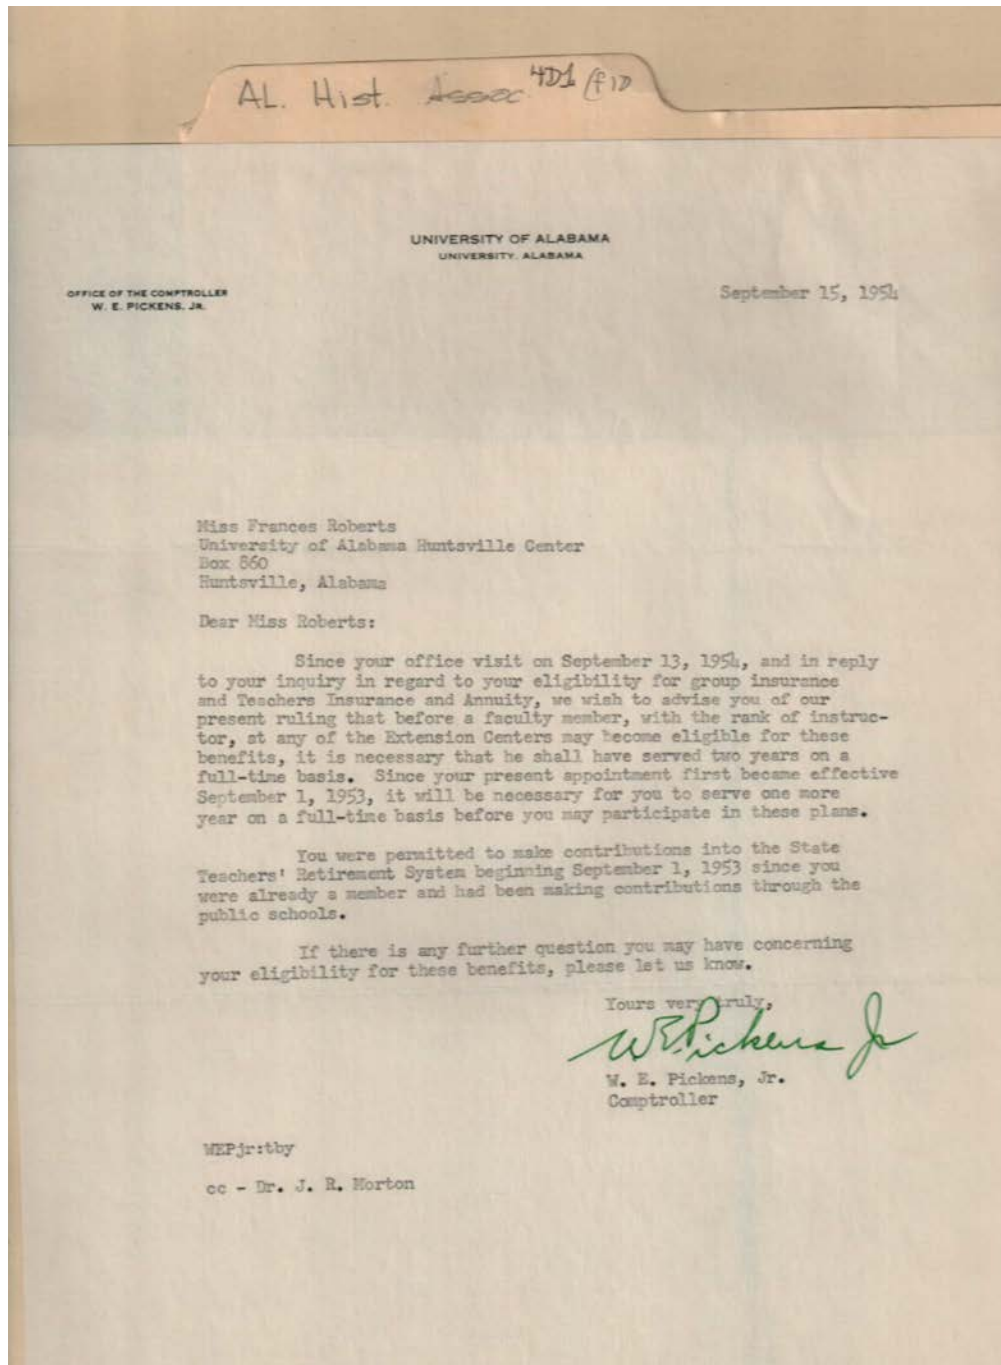 AL. Hist. Assoc. 4D1 (f10
UNIVERSITY OF ALABAMA
UNIVERSITY, ALABAMA
OFFICE OF THE COMPTROLLER
W. E. PICKENS, JR.
September 15, 1954
Miss Frances Roberts
University of Alabama Huntsville Center
Box 860
Huntsville, Alabama
Dear Miss Roberts:
Since your office visit on September 13, 1954, and in reply
to your inquiry in regard to your eligibility for group insurance
and Teachers Insurance and Annuity, we wish to advise you of our
present ruling that before a faculty member, with the rank of instruc-
tor, at any of the Extension Centers may become eligible for these
benefits, it is necessary that he shall have served two years on a
full-time basis. Since your present appointment first became effective
September 1, 1953, it will be necessary for you to serve one more
year on a full-time basis before you may participate in these plans.
You were permitted to make contributions into the State
Teachers' Retirement System beginning September 1, 1953 since you
were already a member and had been making contributions through the
public schools.
If there is any further question you may have concerning
your eligibility for these benefits, please let us know.
Yours very truly,
W E Pickens Jr
W. E. Pickens, Jr.
Comptroller
WEPjr:tby
cc - Dr. J. R. Morton